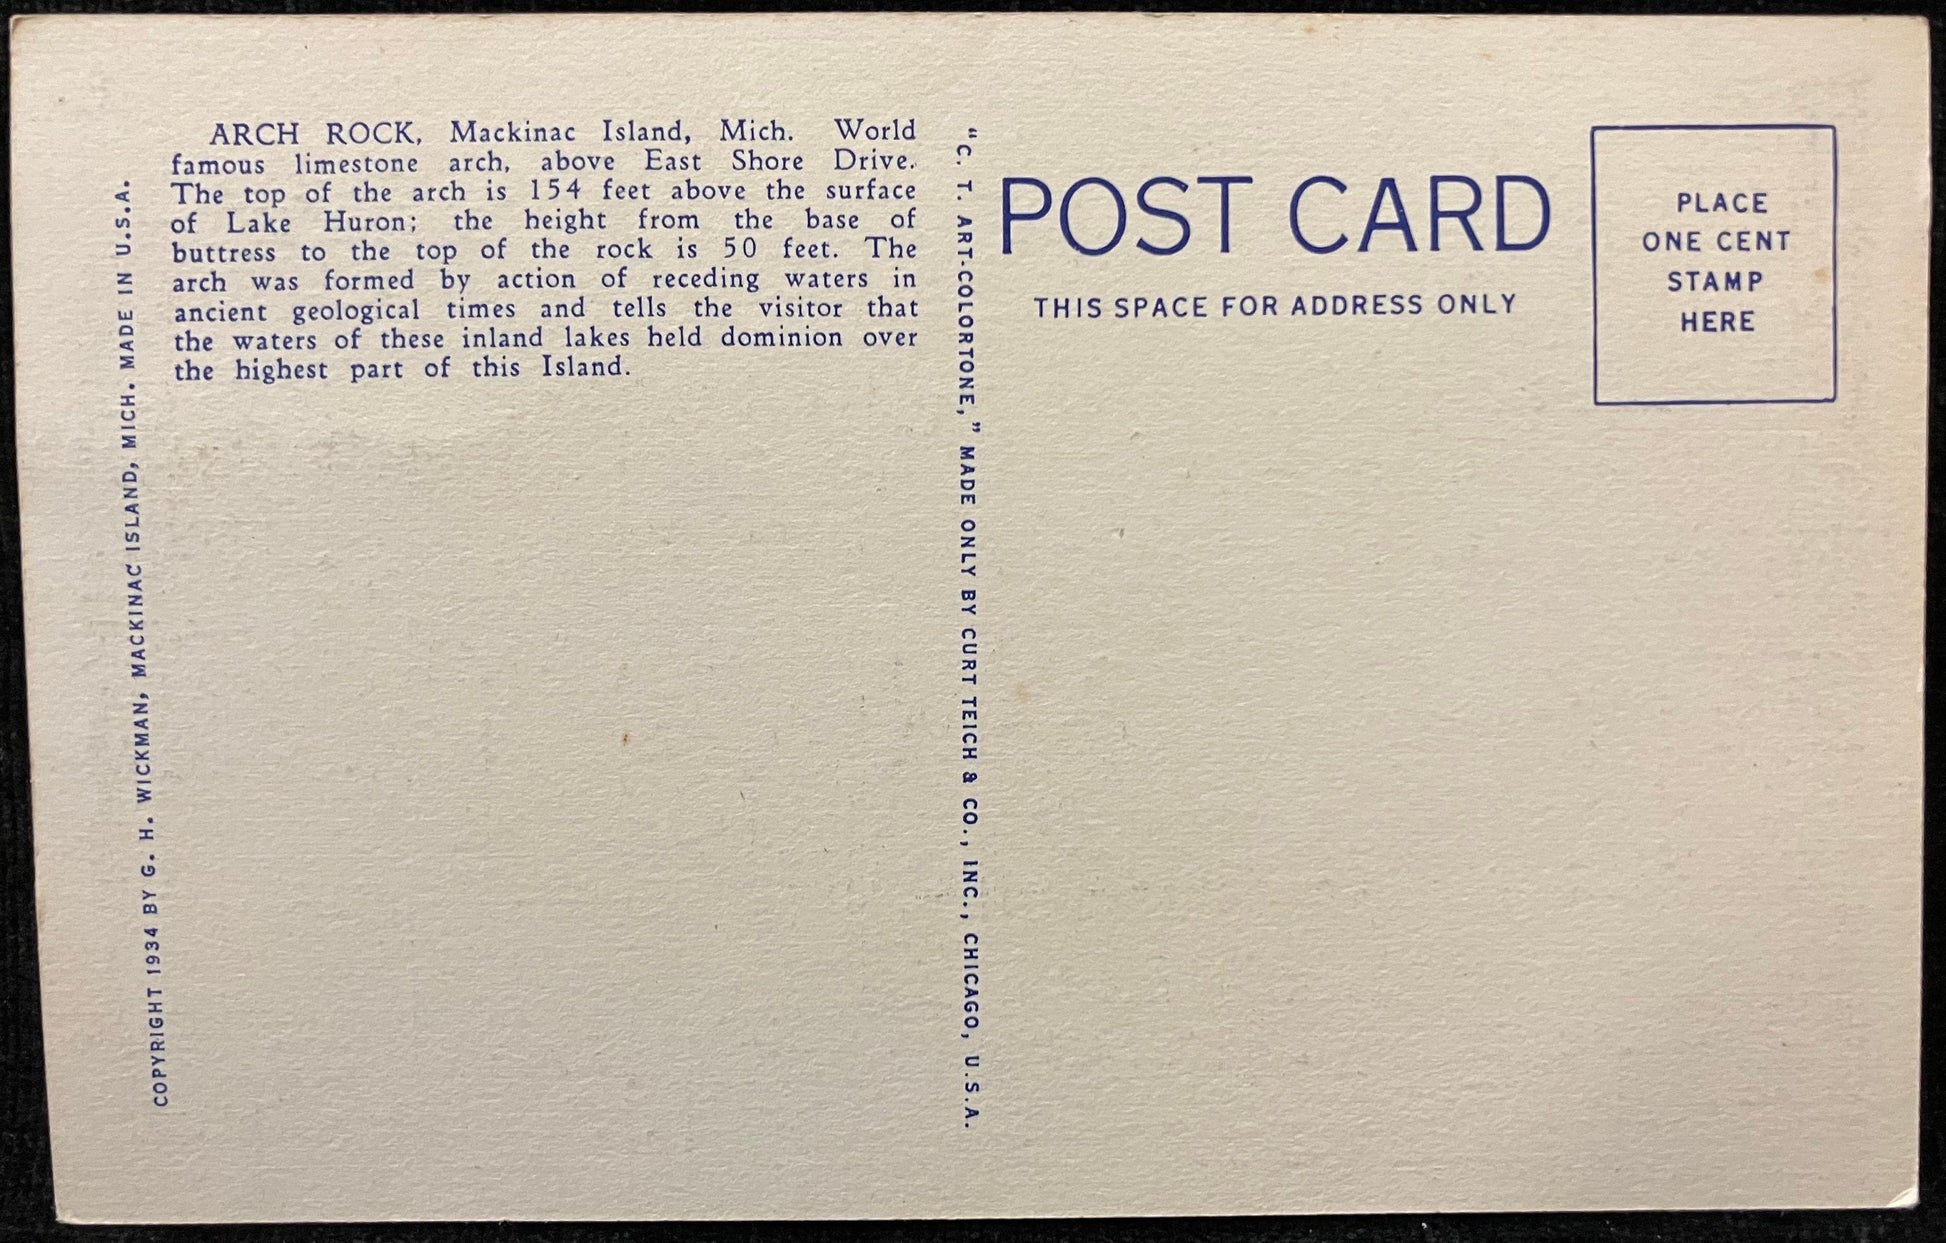 ARCH ROCK, Mackinac Island, Mich. World
famous limestone arch, above East Shore Drive.
The top of the arch is 154 feet above the surface
of Lake Huron; the height from the base of
buttress to the top of the rock is 50 feet. The
arch was formed by action of receding waters in
ancient geological times and tells the visitor that
the waters of these inland lakes held dominion over
the highest part of this Island.
COPYRIGHT 1934 BY G. H. WICKMAN, MACKINAC ISLAND, MICH. MADE IN U.S.A.
"C. T. ART-COLORTONE," MADE ONLY BY CURT TEICH & CO., INC., CHICAGO, U.S.A.
POST CARD
THIS SPACE FOR ADDRESS ONLY
PLACE
ONE CENT
STAMP
HERE